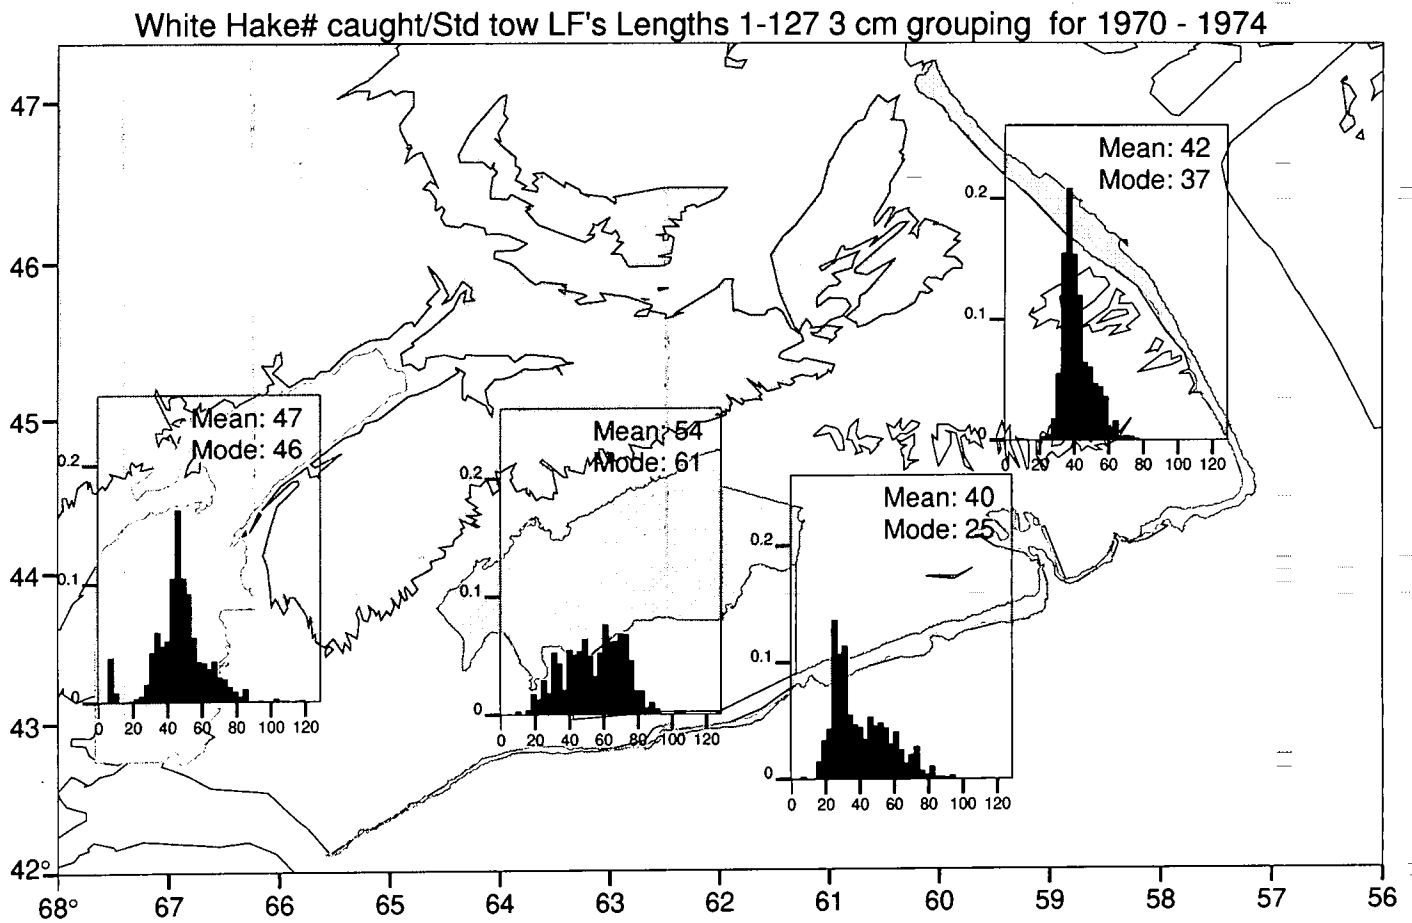 White Hake# caught/Std tow LF's Lengths 1-127 3 cm grouping for 1970 - 1974
47
46
45
44
43
42°
68° 67 66 65 64 63 62 61 60 59 58 57 56
Mean: 42
Mode: 37
0.2
0.1
0
0 20 40 60 80 100 120
Mean: 47
Mode: 46
0.2
0.1
0
0 20 40 60 80 100 120
Mean: 54
Mode: 61
0.2
0.1
0
0 20 40 60 80 100 120
Mean: 40
Mode: 25
0.2
0.1
0
0 20 40 60 80 100 120